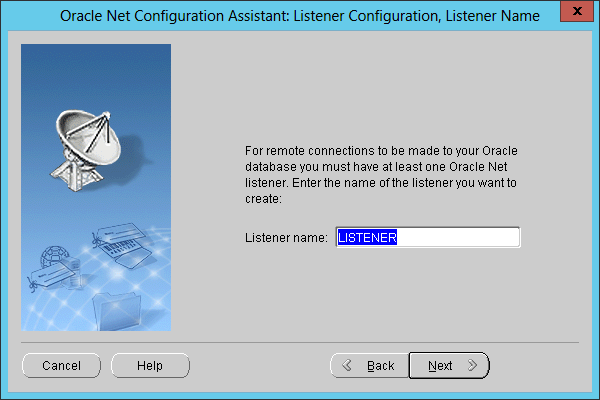 Oracle Net Configuration Assistant: Listener Configuration, Listener Name
x
For remote connections to be made to your Oracle
database you must have at least one Oracle Net
listener. Enter the name of the listener you want to
create:
Listener name: LISTENER
Cancel Help Back Next